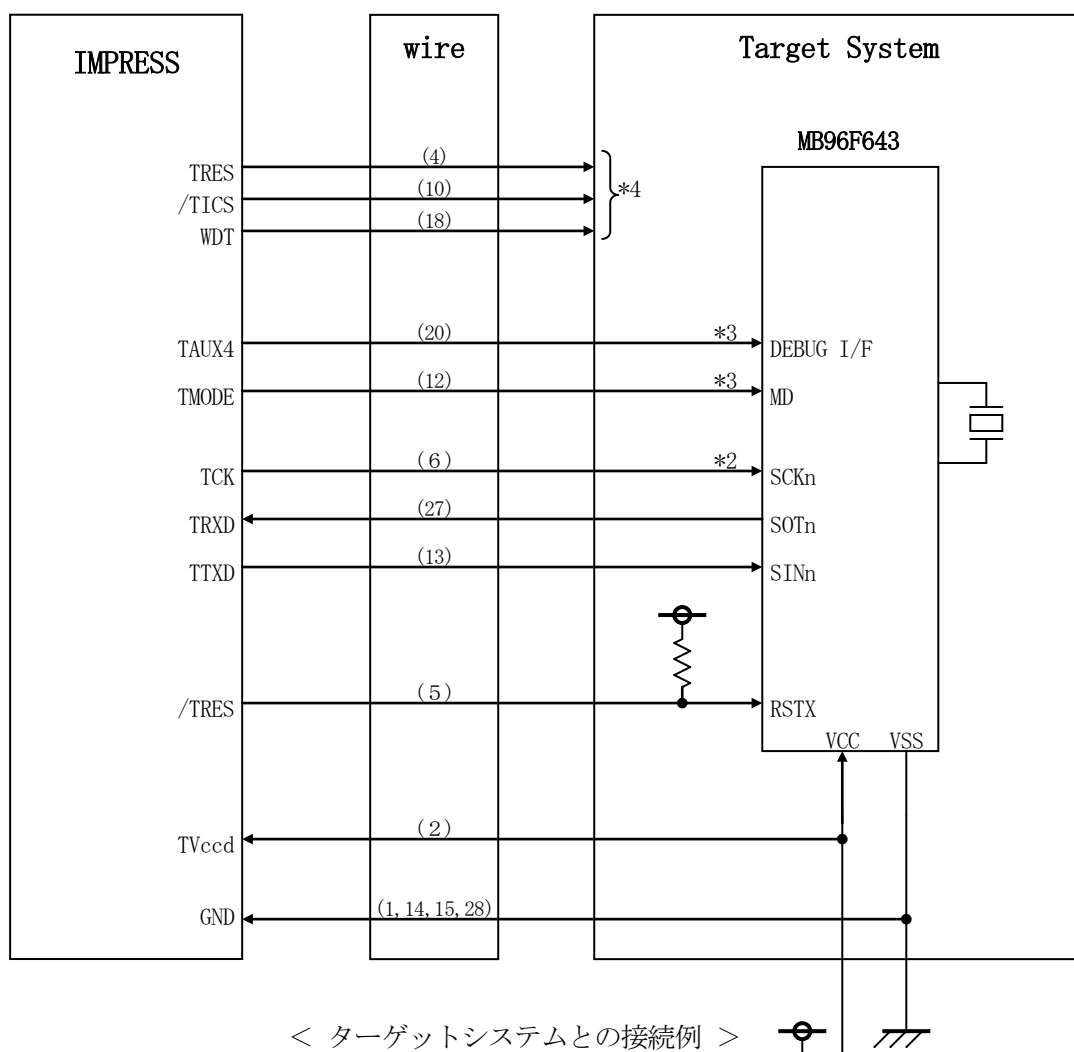 IMPRESS
wire
Target System
MB96F643
TRES
(4)
*4
/TICS
(10)
WDT
(18)
TAUX4
(20)
*3
DEBUG I/F
TMODE
(12)
*3
MD
TCK
(6)
*2
SCKn
TRXD
(27)
SOTn
TTXD
(13)
SINn
/TRES
(5)
RSTX
VCC
VSS
TVccd
(2)
GND
(1,14,15,28)
< ターゲットシステムとの接続例 >